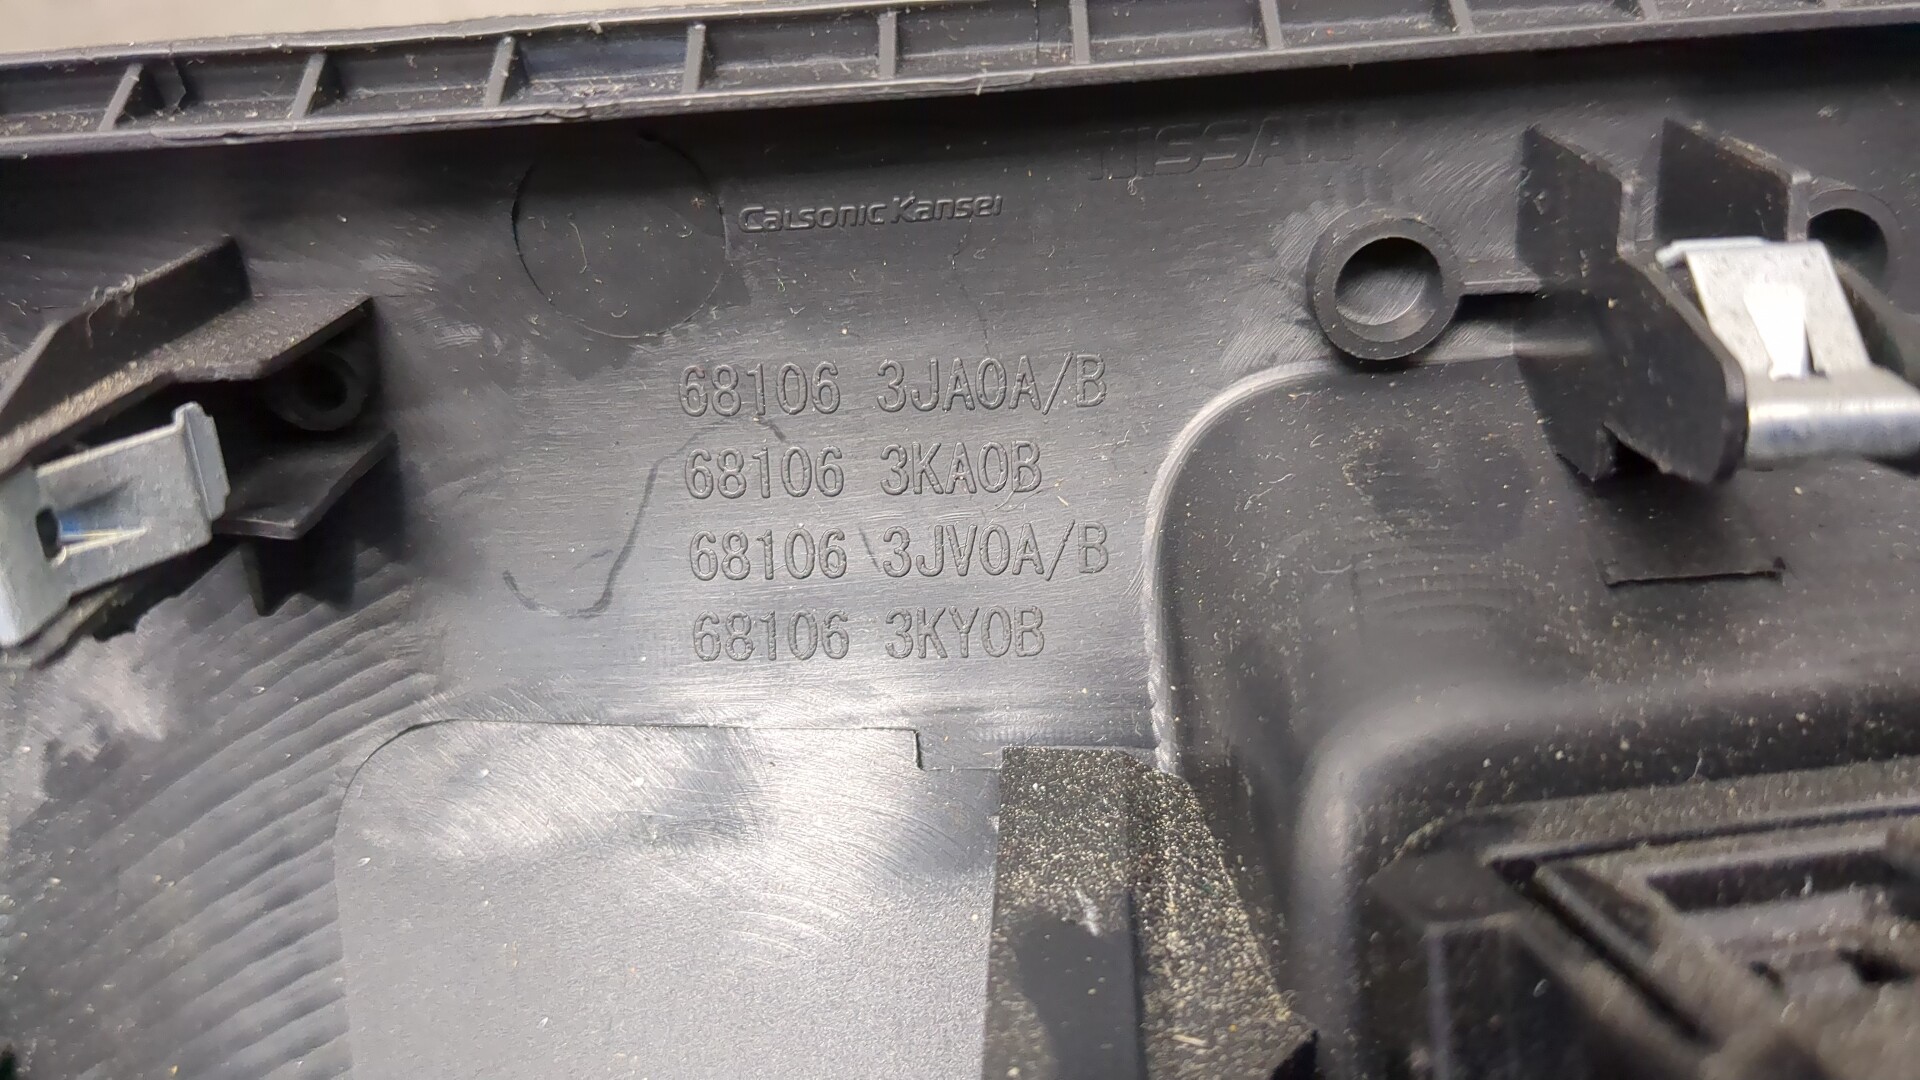 NISSAN
Calsonic Kansei
68106 3JA0A/B
68106 3KA0B
68106 3JV0A/B
68106 3KY0B